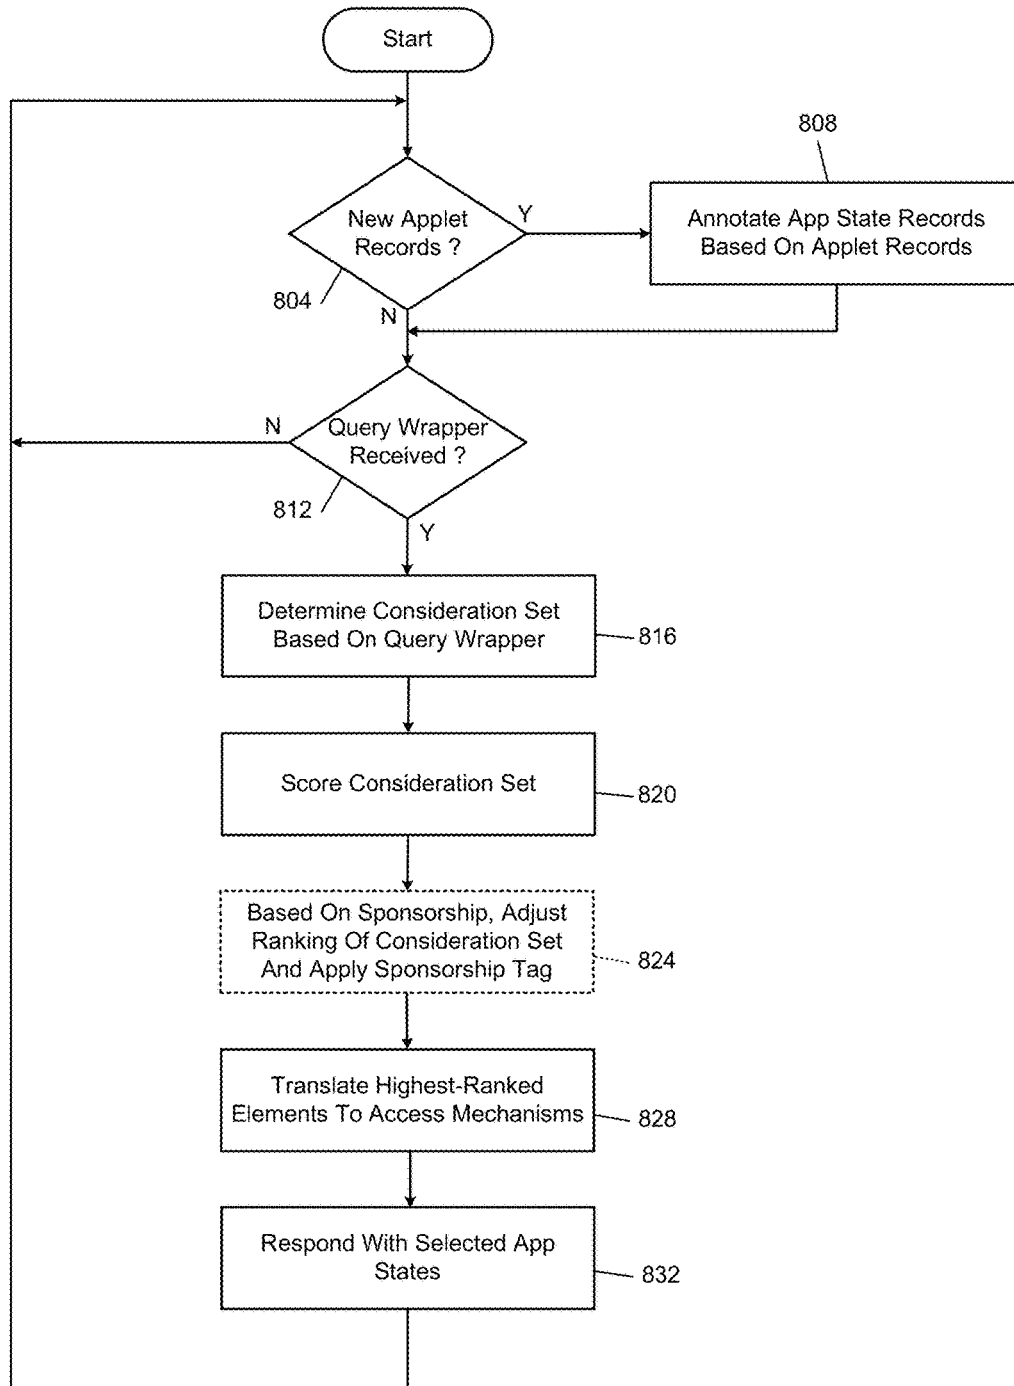 Start
808
New Applet
Records ?
Y
Annotate App State Records
Based On Applet Records
804
N
N
Query Wrapper
Received ?
812
Y
Determine Consideration Set
Based On Query Wrapper
816
Score Consideration Set
820
Based On Sponsorship, Adjust
Ranking Of Consideration Set
And Apply Sponsorship Tag
824
Translate Highest-Ranked
Elements To Access Mechanisms
828
Respond With Selected App
States
832